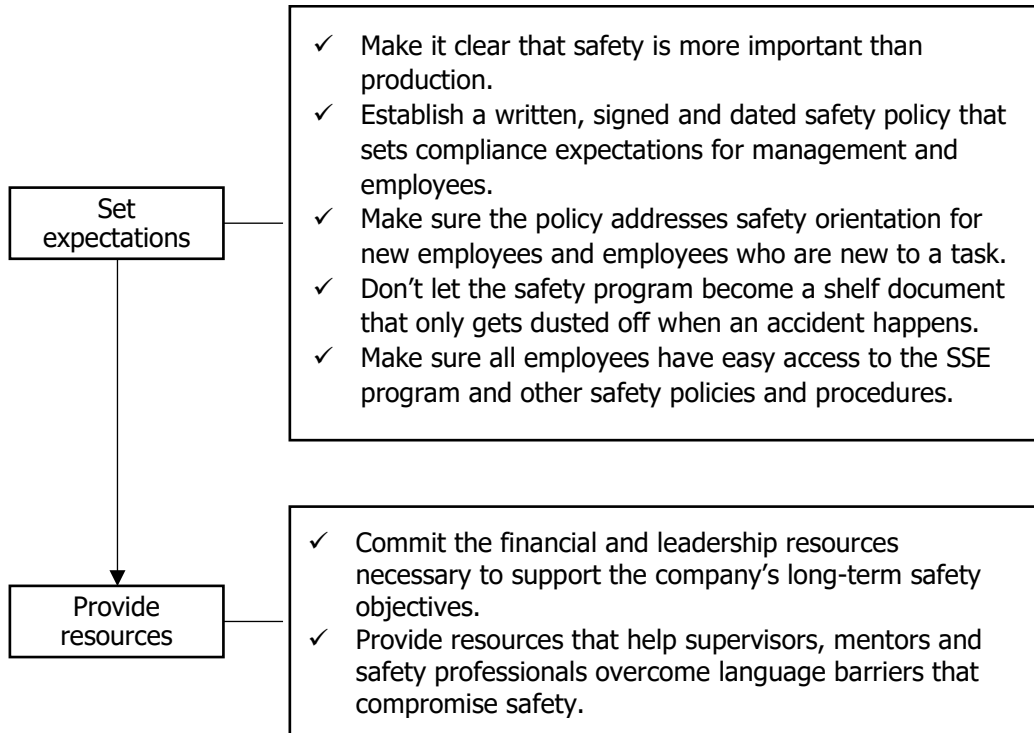 ✓ Make it clear that safety is more important than
production.
✓ Establish a written, signed and dated safety policy that
sets compliance expectations for management and
employees.
Set
expectations
✓ Make sure the policy addresses safety orientation for
new employees and employees who are new to a task.
✓ Don’t let the safety program become a shelf document
that only gets dusted off when an accident happens.
✓ Make sure all employees have easy access to the SSE
program and other safety policies and procedures.
Provide
resources
✓ Commit the financial and leadership resources
necessary to support the company’s long-term safety
objectives.
✓ Provide resources that help supervisors, mentors and
safety professionals overcome language barriers that
compromise safety.